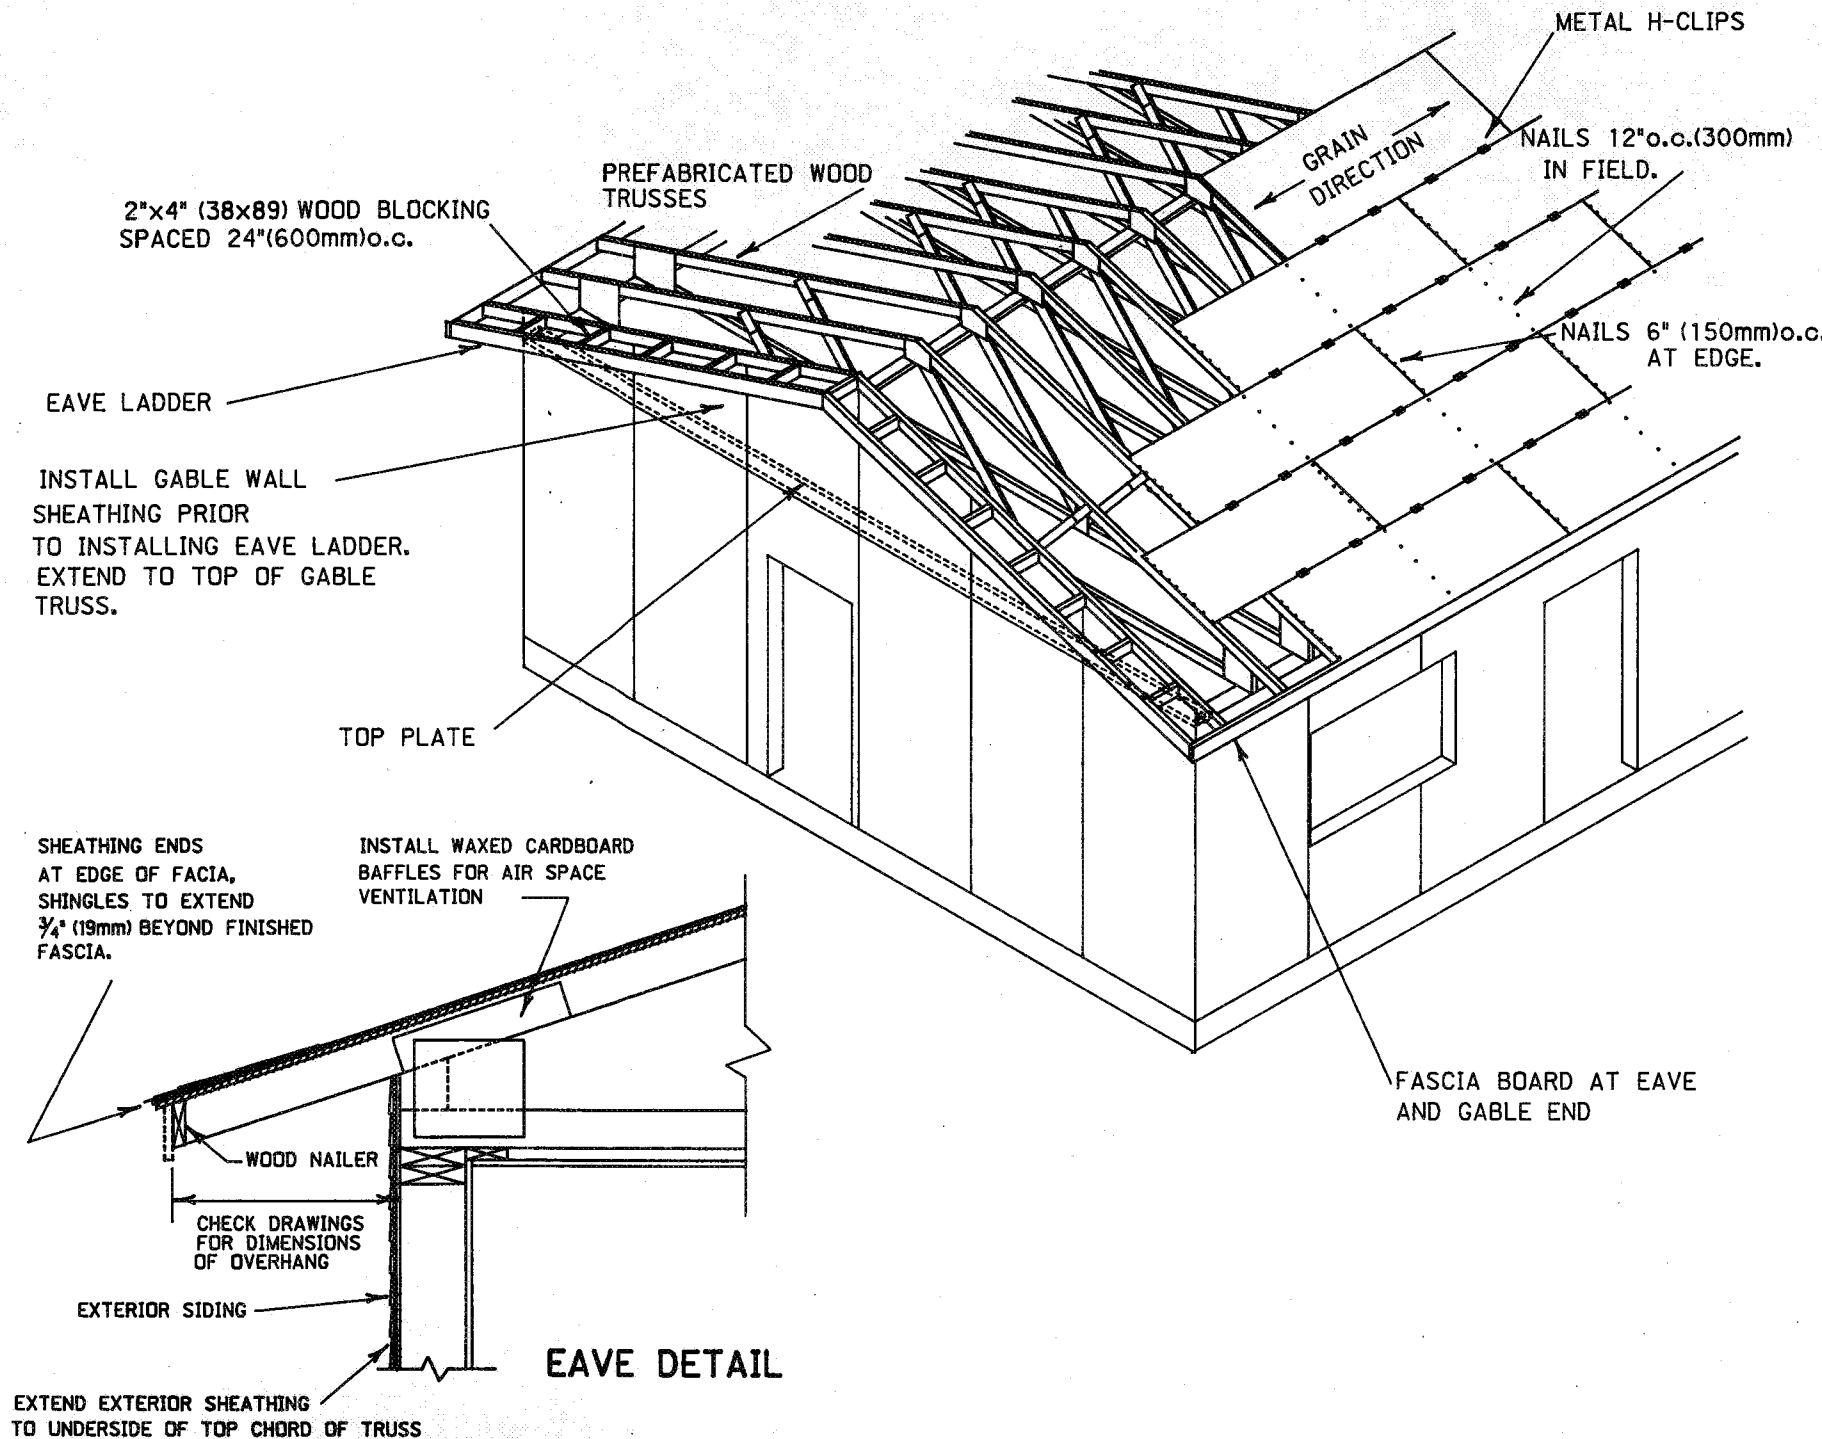 METAL H-CLIPS
GRAIN
DIRECTION
NAILS 12"o.c.(300mm)
IN FIELD.
PREFABRICATED WOOD
TRUSSES
2"x4" (38x89) WOOD BLOCKING
SPACED 24"(600mm)o.c.
NAILS 6" (150mm)o.c.
AT EDGE.
EAVE LADDER
INSTALL GABLE WALL
SHEATHING PRIOR
TO INSTALLING EAVE LADDER.
EXTEND TO TOP OF GABLE
TRUSS.
TOP PLATE
SHEATHING ENDS
AT EDGE OF FACIA,
SHINGLES TO EXTEND
¾" (19mm) BEYOND FINISHED
FASCIA.
INSTALL WAXED CARDBOARD
BAFFLES FOR AIR SPACE
VENTILATION
FASCIA BOARD AT EAVE
AND GABLE END
WOOD NAILER
CHECK DRAWINGS
FOR DIMENSIONS
OF OVERHANG
EXTERIOR SIDING
EAVE DETAIL
EXTEND EXTERIOR SHEATHING
TO UNDERSIDE OF TOP CHORD OF TRUSS